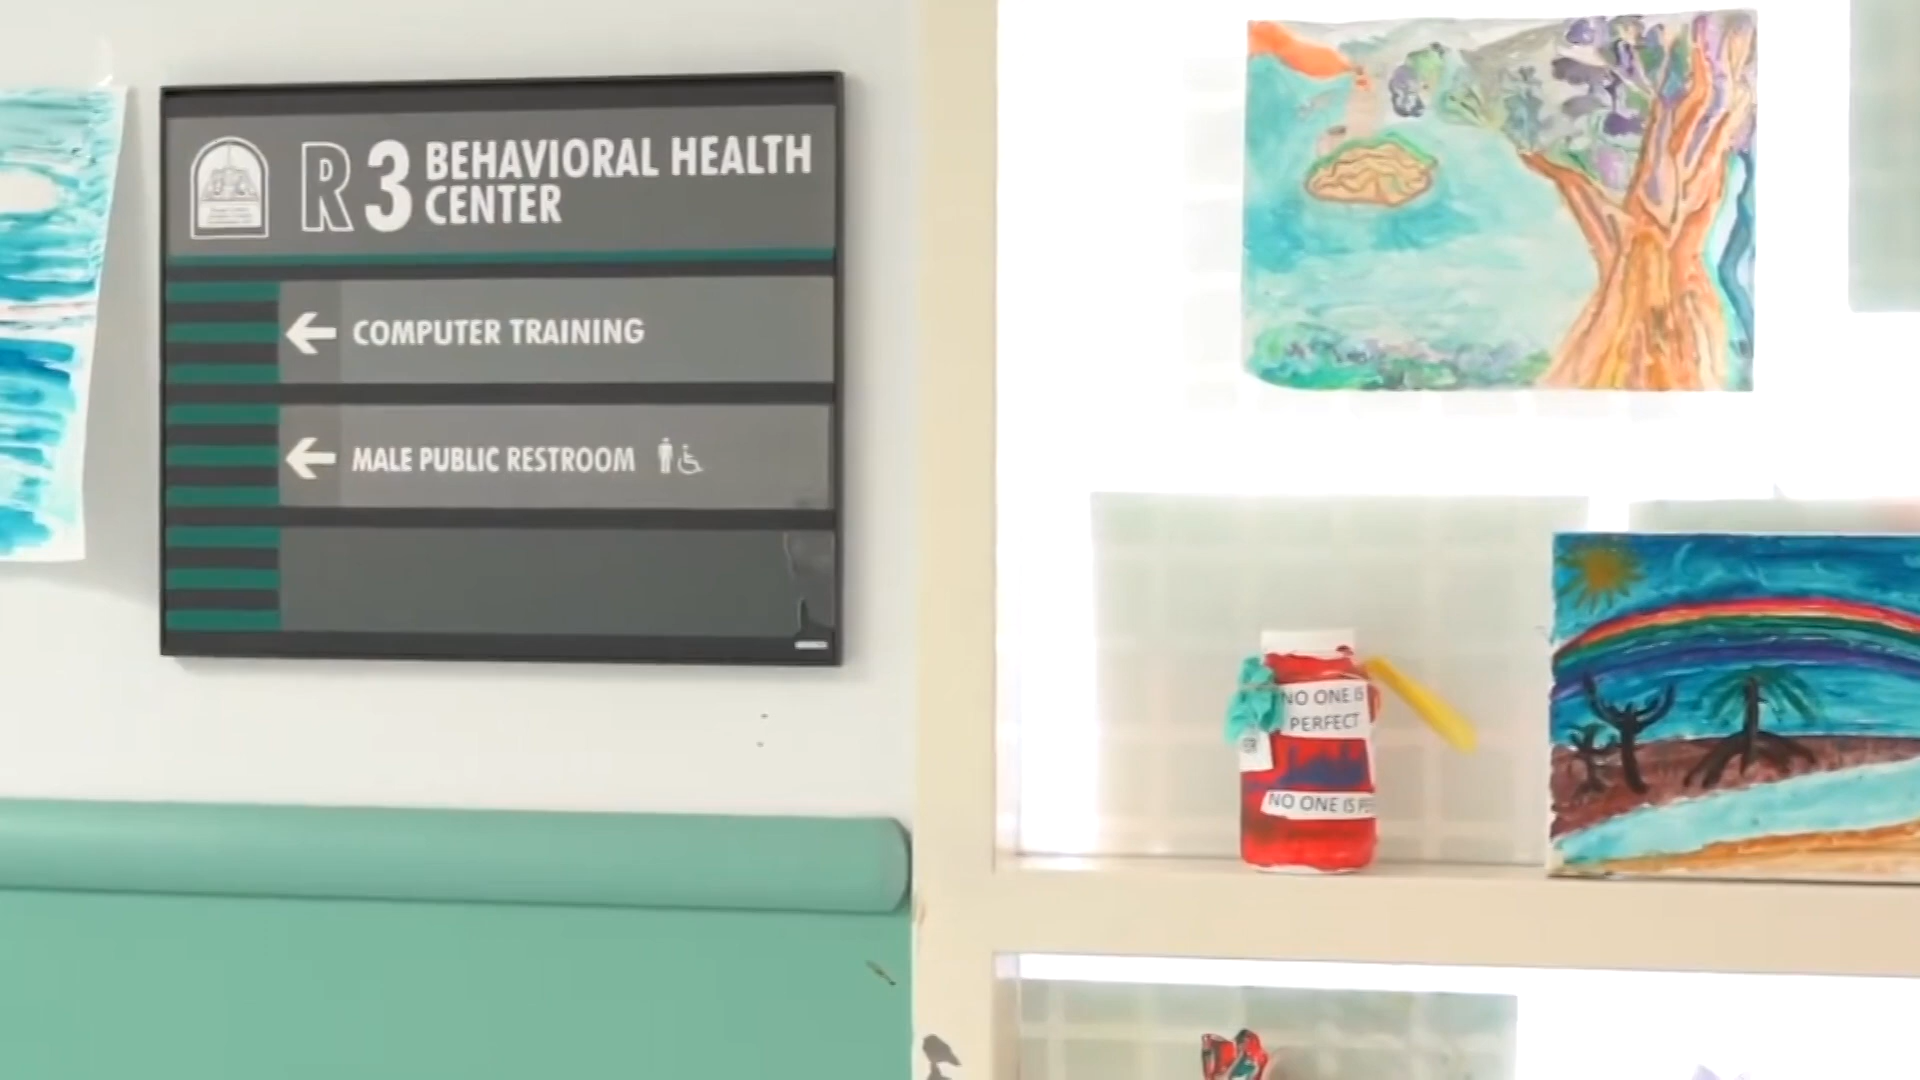 R 3 BEHAVIORAL HEALTH
CENTER
COMPUTER TRAINING
MALE PUBLIC RESTROOM
NO ONE IS
PERFECT
NO ONE IS